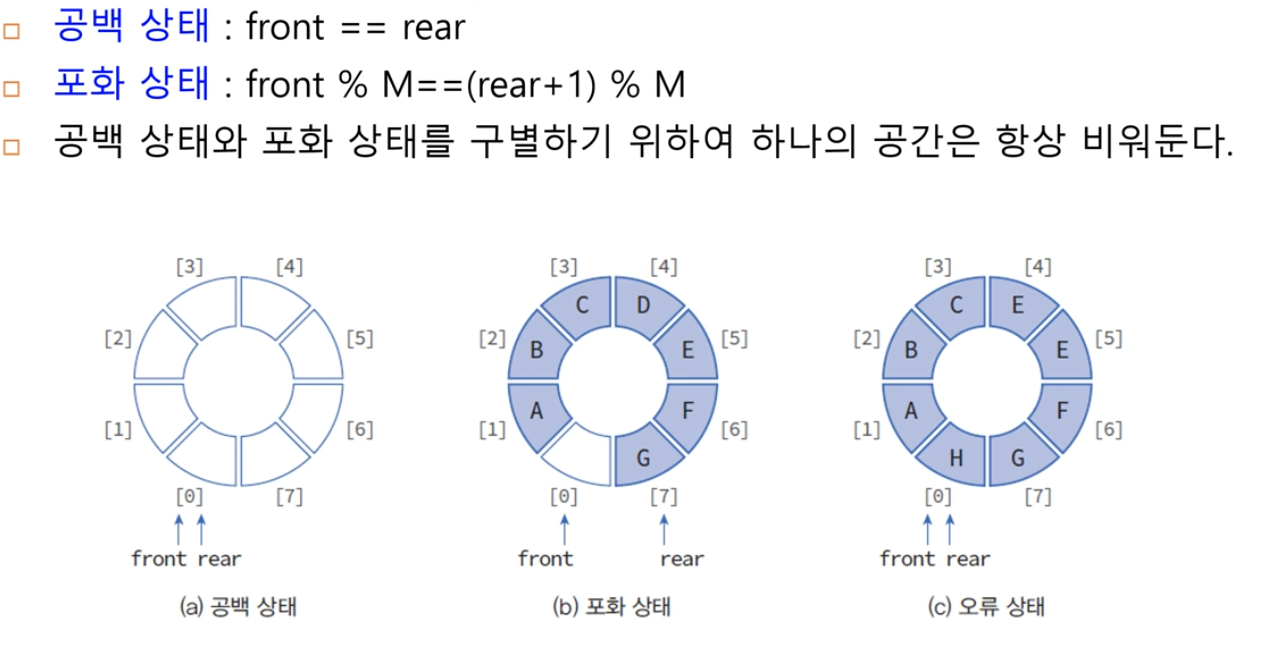 공백 상태 : front == rear
포화 상태 : front % M==(rear+1) % M
공백 상태와 포화 상태를 구별하기 위하여 하나의 공간은 항상 비워둔다.
[3] [4]
[2] [5]
[1] [6]
[0] [7]
front rear
(a) 공백 상태
[3] [4]
C D
[2] B E [5]
A F
[1] [6]
G
[0] [7]
front rear
(b) 포화 상태
[3] [4]
C E
[2] B E [5]
A F
[1] [6]
H G
[0] [7]
front rear
(c) 오류 상태